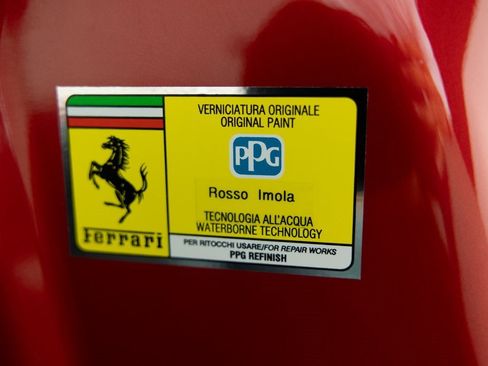 VERNICIATURA ORIGINALE
ORIGINAL PAINT
PPG
Rosso Imola
TECNOLOGIA ALL'ACQUA
WATERBORNE TECHNOLOGY
Ferrari
PER RITOCCHI USARE/FOR REPAIR WORKS
PPG REFINISH